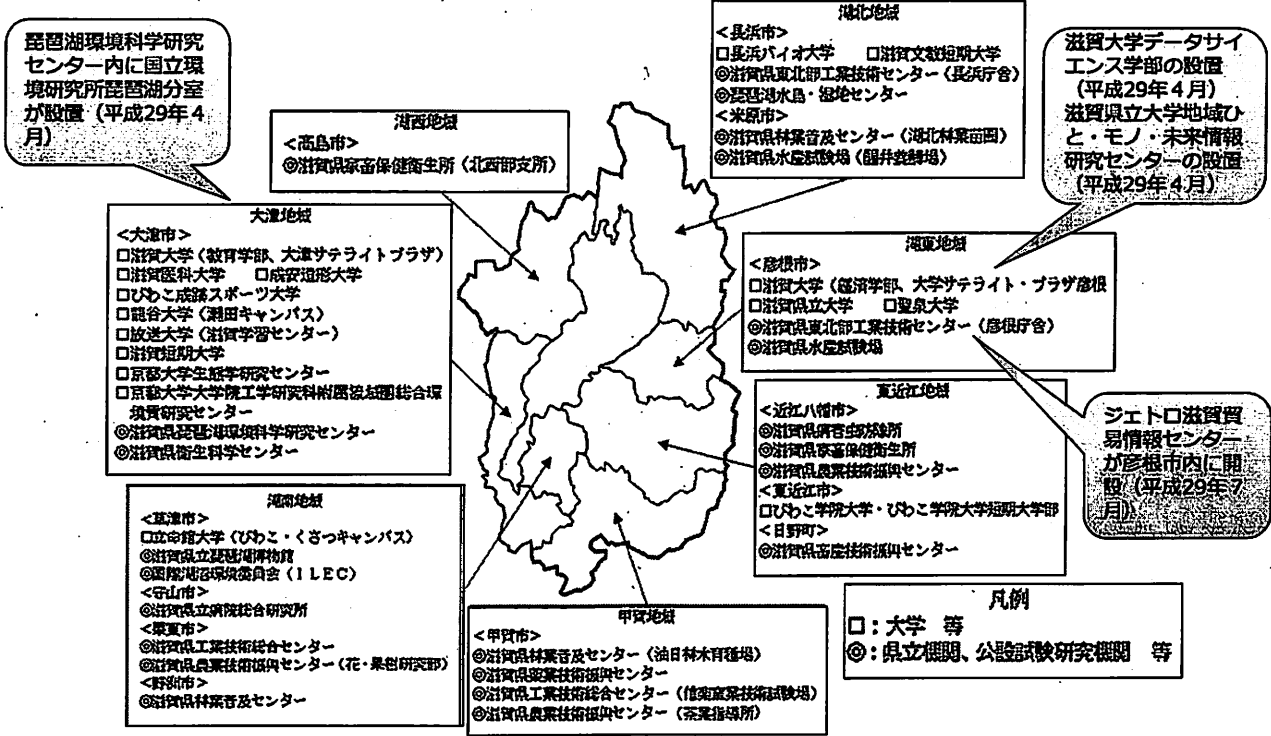 琵琶湖環境科学研究
センター内に国立環
境研究所琵琶湖分室
が設置（平成29年4
月）
湖西地域
＜高島市＞
◎滋賀県家畜保健衛生所（北西部支所）
湖北地域
＜長浜市＞
□長浜バイオ大学　□滋賀文教短期大学
◎滋賀県東北部工業技術センター（長浜庁舎）
◎琵琶湖水鳥・湿地センター
＜米原市＞
◎滋賀県林業普及センター（湖北林業苗圃）
◎滋賀県水産試験場（醒井養鱒場）
滋賀大学データサイ
エンス学部の設置
（平成29年4月）
滋賀県立大学地域ひ
と・モノ・未来情報
研究センターの設置
（平成29年4月）
大津地域
＜大津市＞
□滋賀大学（教育学部、大津サテライトプラザ）
□滋賀医科大学　□成安造形大学
□びわこ成蹊スポーツ大学
□龍谷大学（瀬田キャンパス）
□放送大学（滋賀学習センター）
□滋賀短期大学
□京都大学生態学研究センター
□京都大学大学院工学研究科附属流域圏総合環
境質研究センター
◎滋賀県琵琶湖環境科学研究センター
◎滋賀県衛生科学センター
湖東地域
＜彦根市＞
□滋賀大学（経済学部、大学サテライト・プラザ彦根
□滋賀県立大学　□聖泉大学
◎滋賀県東北部工業技術センター（彦根庁舎）
◎滋賀県水産試験場
東近江地域
＜近江八幡市＞
◎滋賀県病害虫防除所
◎滋賀県家畜保健衛生所
◎滋賀県農業技術振興センター
＜東近江市＞
□びわこ学院大学・びわこ学院大学短期大学部
＜日野町＞
◎滋賀県畜産技術振興センター
ジェトロ滋賀貿
易情報センター
が彦根市内に開
設（平成29年7
月）
湖南地域
＜草津市＞
□立命館大学（びわこ・くさつキャンパス）
◎滋賀県立琵琶湖博物館
◎国際湖沼環境委員会（ＩＬＥＣ）
＜守山市＞
◎滋賀県立病院総合研究所
＜栗東市＞
◎滋賀県工業技術総合センター
◎滋賀県農業技術振興センター（花・果樹研究部）
＜野洲市＞
◎滋賀県林業普及センター
甲賀地域
＜甲賀市＞
◎滋賀県林業普及センター（油日林木育種場）
◎滋賀県薬業技術振興センター
◎滋賀県工業技術総合センター（信楽窯業技術試験場）
◎滋賀県農業技術振興センター（茶業指導所）
凡例
□：大学　等
◎：県立機関、公設試験研究機関　等